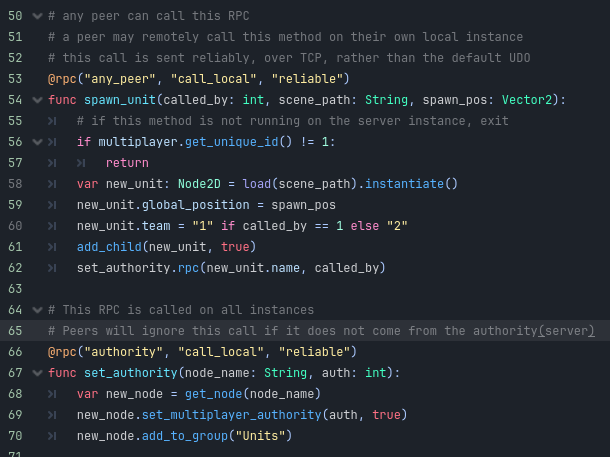 50 # any peer can call this RPC
51 # a peer may remotely call this method on their own local instance
52 # this call is sent reliably, over TCP, rather than the default UDO
53 @rpc("any_peer", "call_local", "reliable")
54 func spawn_unit(called_by: int, scene_path: String, spawn_pos: Vector2):
55 # if this method is not running on the server instance, exit
56 if multiplayer.get_unique_id() != 1:
57 return
58 var new_unit: Node2D = load(scene_path).instantiate()
59 new_unit.global_position = spawn_pos
60 new_unit.team = "1" if called_by == 1 else "2"
61 add_child(new_unit, true)
62 set_authority.rpc(new_unit.name, called_by)
63
64 # This RPC is called on all instances
65 # Peers will ignore this call if it does not come from the authority(server)
66 @rpc("authority", "call_local", "reliable")
67 func set_authority(node_name: String, auth: int):
68 var new_node = get_node(node_name)
69 new_node.set_multiplayer_authority(auth, true)
70 new_node.add_to_group("Units")
71